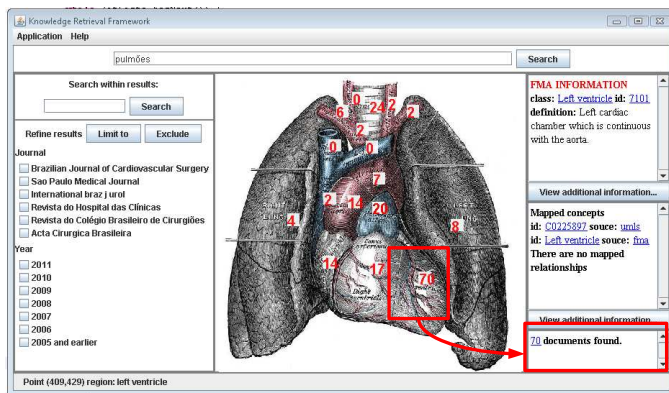 Knowledge Retrieval Framework
Application Help
pulmões
Search
Search within results:
Search
Refine results
Limit to
Exclude
Journal
Brazilian Journal of Cardiovascular Surgery
Sao Paulo Medical Journal
International braz j urol
Revista do Hospital das Clínicas
Revista do Colégio Brasileiro de Cirurgiões
Acta Cirurgica Brasileira
Year
2011
2010
2009
2008
2007
2006
2005 and earlier
0
6
24
2
2
2
0
0
7
2
14
20
4
8
14
17
70
FMA INFORMATION
class: Left ventricle id: 7101
definition: Left cardiac
chamber which is continuous
with the aorta.
View additional information...
Mapped concepts
id: C0225897 souce: umls
id: Left ventricle souce: fma
There are no mapped
relationships
View additional information
70 documents found.
Point (409,429) region: left ventricle